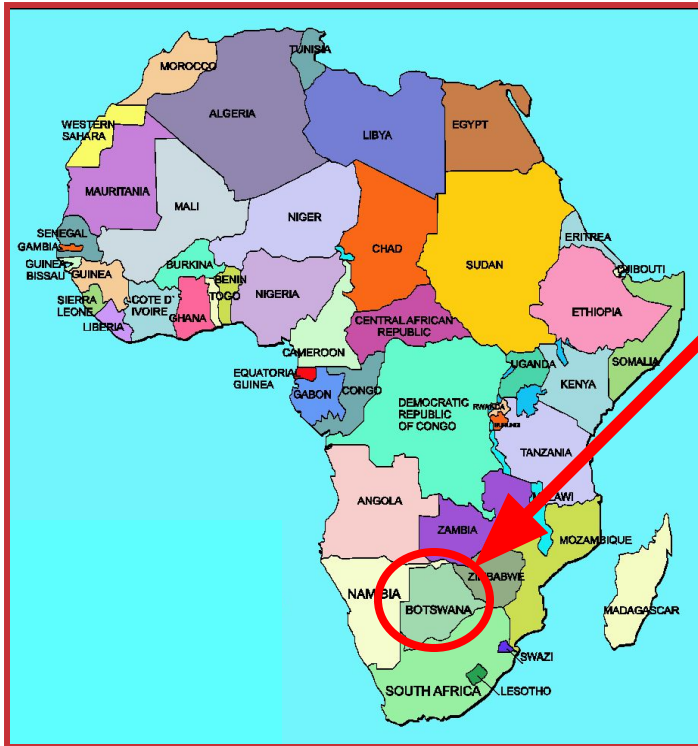 TUNISIA
MOROCCO
ALGERIA
LIBYA
EGYPT
WESTERN
SAHARA
MAURITANIA
MALI
NIGER
CHAD
SUDAN
ERITREA
SENEGAL
GAMBIA
GUINEA
BISSAU
GUINEA
BURKINA
BENIN
TOGO
NIGERIA
DJIBOUTI
SIERRA
LEONE
COTE D'
IVOIRE
GHANA
LIBERIA
CENTRAL AFRICAN
REPUBLIC
ETHIOPIA
CAMEROON
SOMALIA
EQUATORIA
GUINEA
GABON
CONGO
UGANDA
KENYA
DEMOCRATIC
REPUBLIC
OF CONGO
RWANDA
BURUNDI
TANZANIA
ANGOLA
ZAMBIA
MALAWI
MOZAMBIQUE
NAMIBIA
ZIMBABWE
BOTSWANA
MADAGASCAR
SWAZI
SOUTH AFRICA
LESOTHO